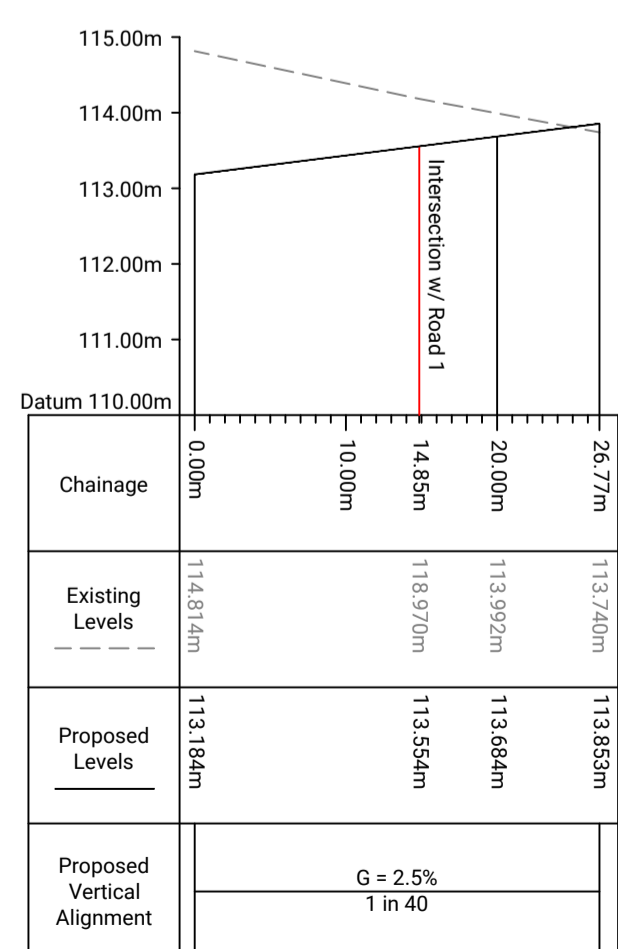 115.00m
114.00m
113.00m
112.00m
111.00m
Datum 110.00m
Intersection w/ Road 1
Chainage
0.00m
10.00m
14.85m
20.00m
26.77m
Existing
Levels
114.814m
118.970m
113.992m
113.740m
Proposed
Levels
113.184m
113.554m
113.684m
113.853m
Proposed
Vertical
Alignment
G = 2.5%
1 in 40